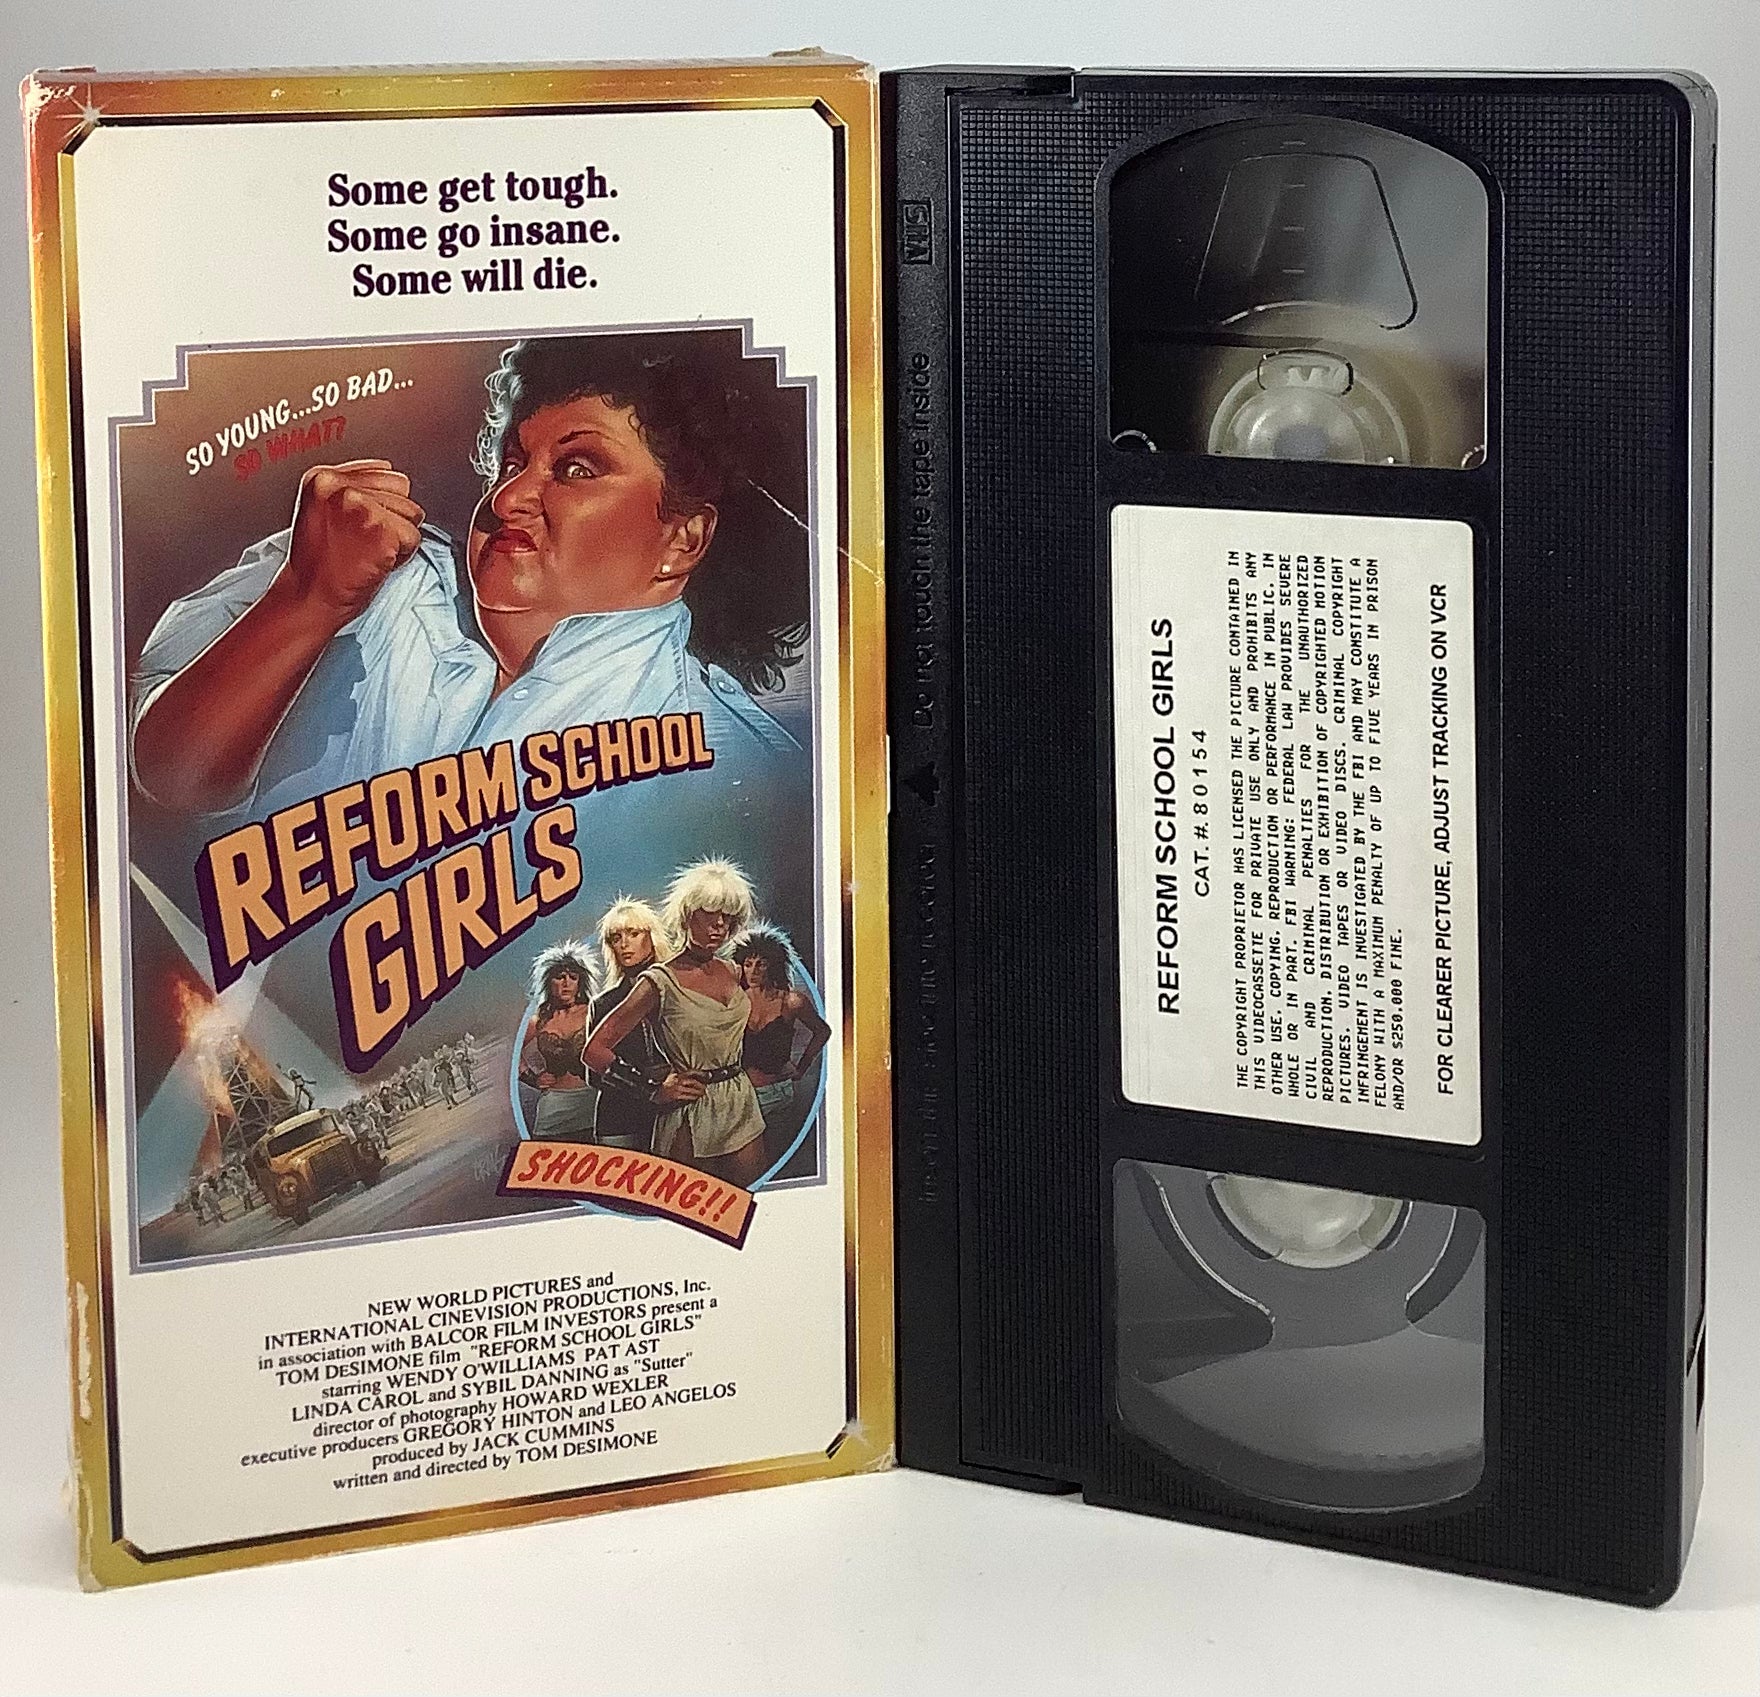 Some get tough.
Some go insane.
Some will die.
SO YOUNG...SO BAD...
SO WHAT?
REFORM SCHOOL
GIRLS
SHOCKING!!
NEW WORLD PICTURES and
INTERNATIONAL CINEVISION PRODUCTIONS, Inc.
in association with BALCOR FILM INVESTORS present a
TOM DESIMONE film "REFORM SCHOOL GIRLS"
starring WENDY O'WILLIAMS PAT AST
LINDA CAROL and SYBIL DANNING as "Sutter"
director of photography HOWARD WEXLER
executive producers GREGORY HINTON and LEO ANGELOS
produced by JACK CUMMINS
written and directed by TOM DESIMONE
VHS
Do not touch the tape inside
REFORM SCHOOL GIRLS
CAT. #. 80154
THE COPYRIGHT PROPRIETOR HAS LICENSED THE PICTURE CONTAINED IN
THIS VIDEOCASSETTE FOR PRIVATE USE ONLY AND PROHIBITS ANY
OTHER USE, COPYING, REPRODUCTION OR PERFORMANCE IN PUBLIC, IN
WHOLE OR IN PART. FBI WARNING: FEDERAL LAW PROVIDES SEVERE
CIVIL AND CRIMINAL PENALTIES FOR THE UNAUTHORIZED
REPRODUCTION, DISTRIBUTION OR EXHIBITION OF COPYRIGHTED MOTION
PICTURES. VIDEO TAPES OR VIDEO DISCS. CRIMINAL COPYRIGHT
INFRINGEMENT IS INVESTIGATED BY THE FBI AND MAY CONSTITUTE A
FELONY WITH A MAXIMUM PENALTY OF UP TO FIVE YEARS IN PRISON
AND/OR $250.000 FINE.
FOR CLEARER PICTURE, ADJUST TRACKING ON VCR